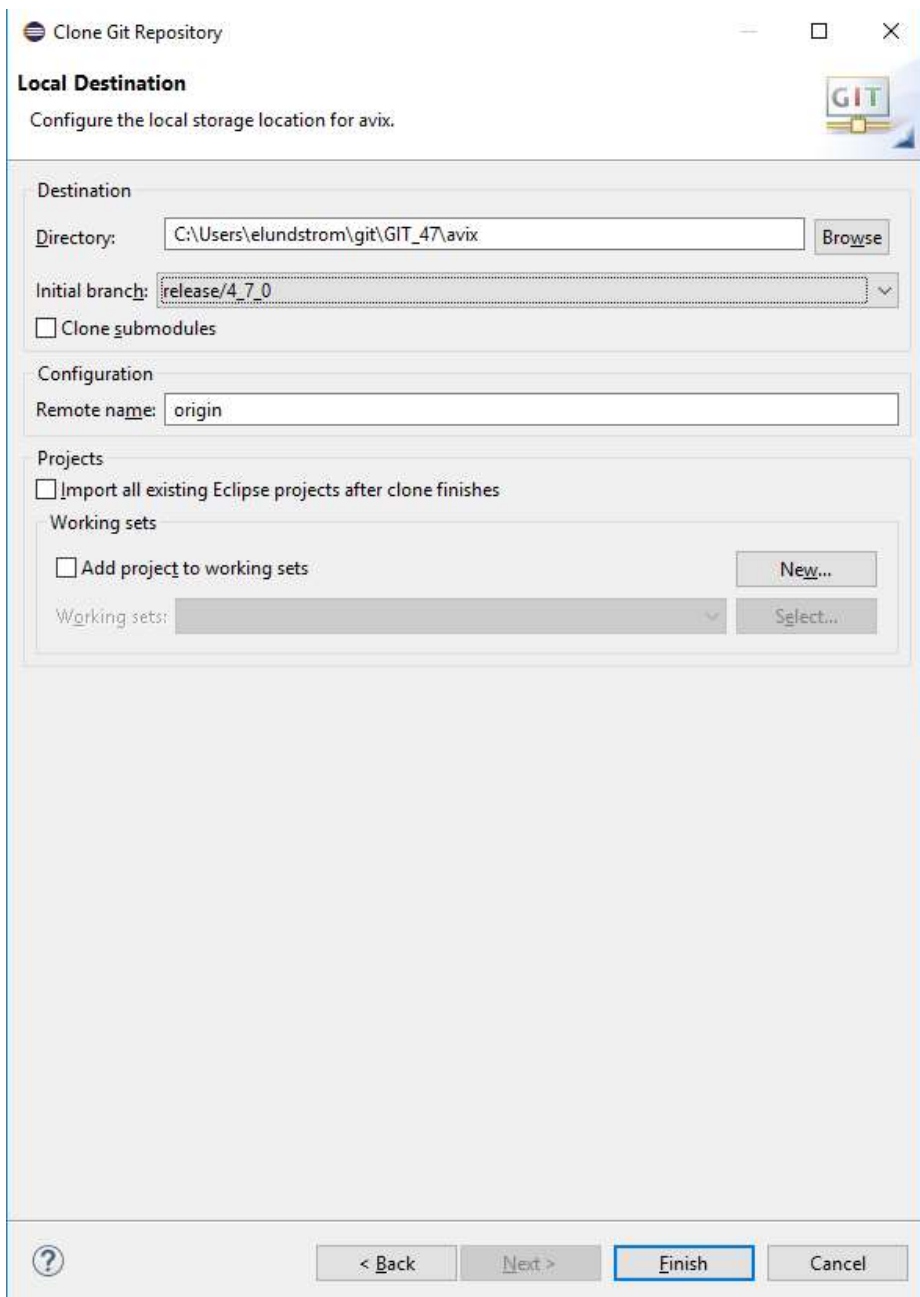 Clone Git Repository
Local Destination
Configure the local storage location for avix.
GIT
Destination
Directory: C:\Users\elundstrom\git\GIT_47\avix Browse
Initial branch: release/4_7_0
Clone submodules
Configuration
Remote name: origin
Projects
Import all existing Eclipse projects after clone finishes
Working sets
Add project to working sets New...
Working sets: Select...
? < Back Next > Finish Cancel